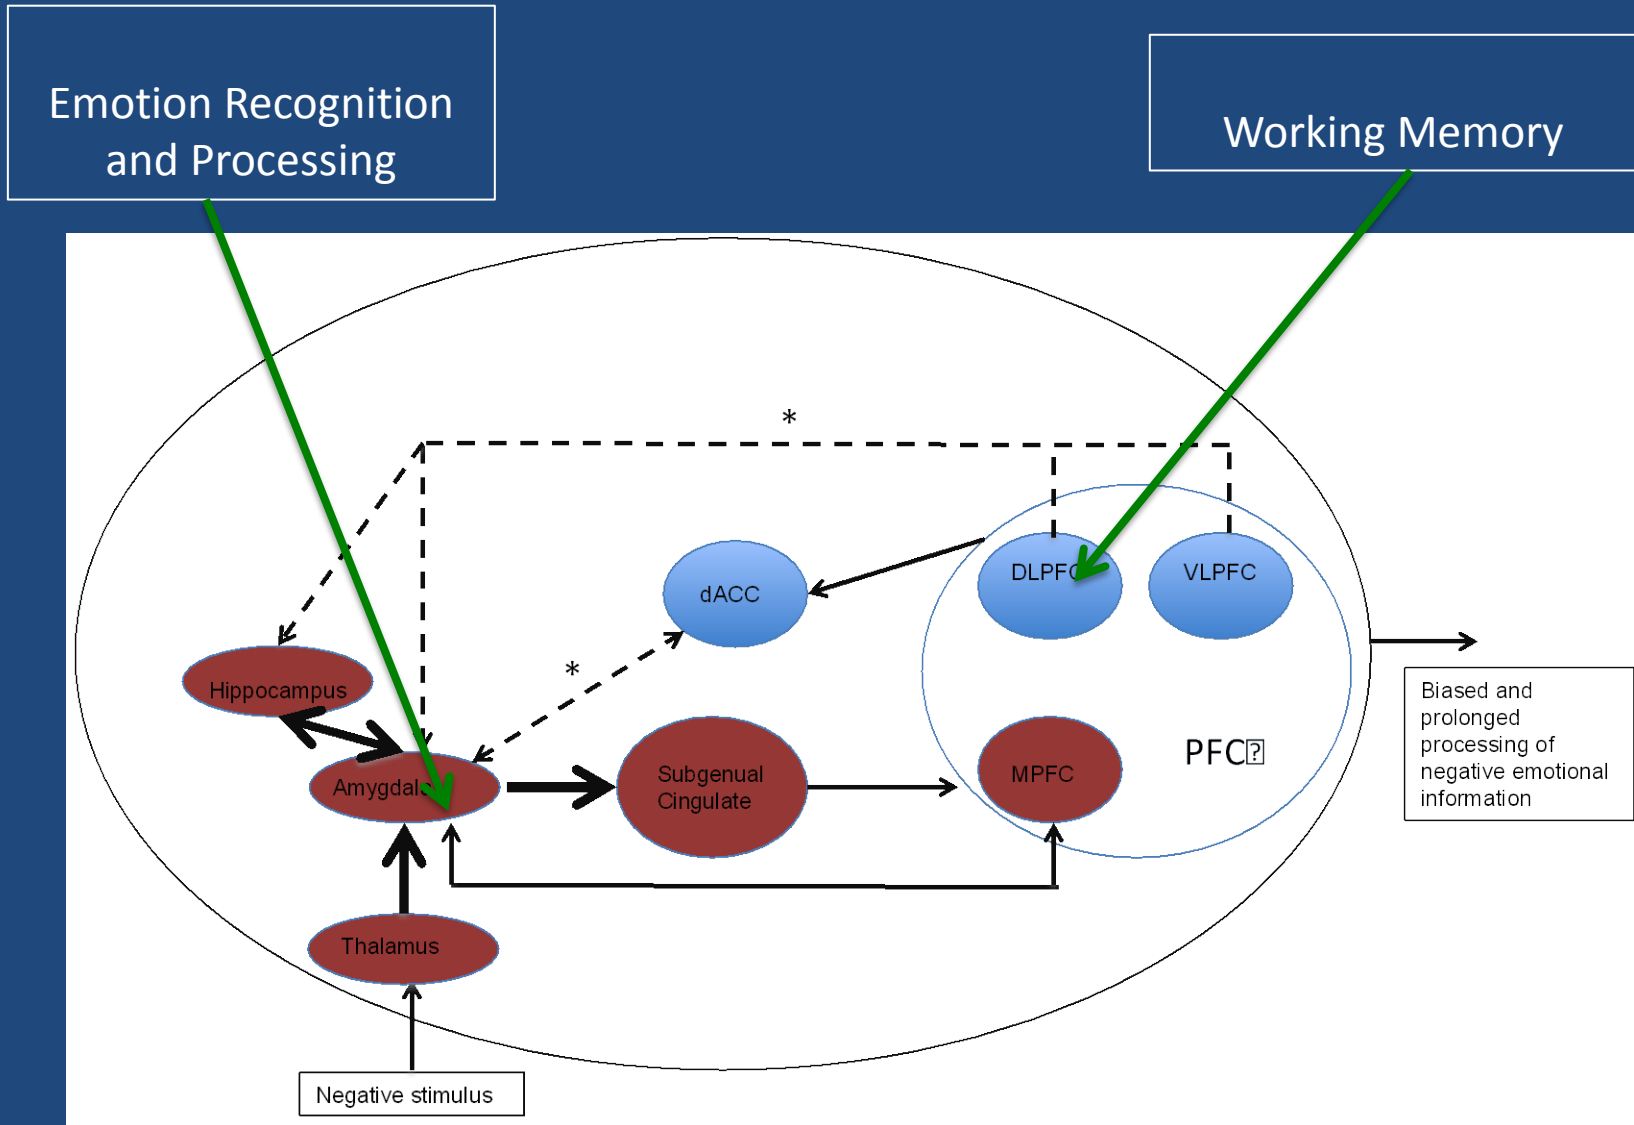 Emotion Recognition
and Processing
Working Memory
*
DLPFC
VLPFC
dACC
*
Hippocampus
Amygdala
Subgenual
Cingulate
MPFC
PFC⍰
Biased and
prolonged
processing of
negative emotional
information
Thalamus
Negative stimulus